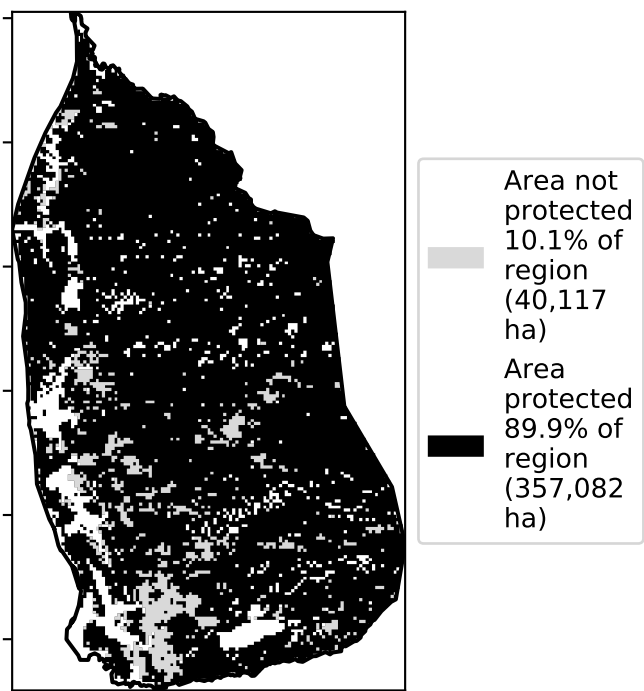 Area not
protected
10.1% of
region
(40,117
ha)
Area
protected
89.9% of
region
(357,082
ha)